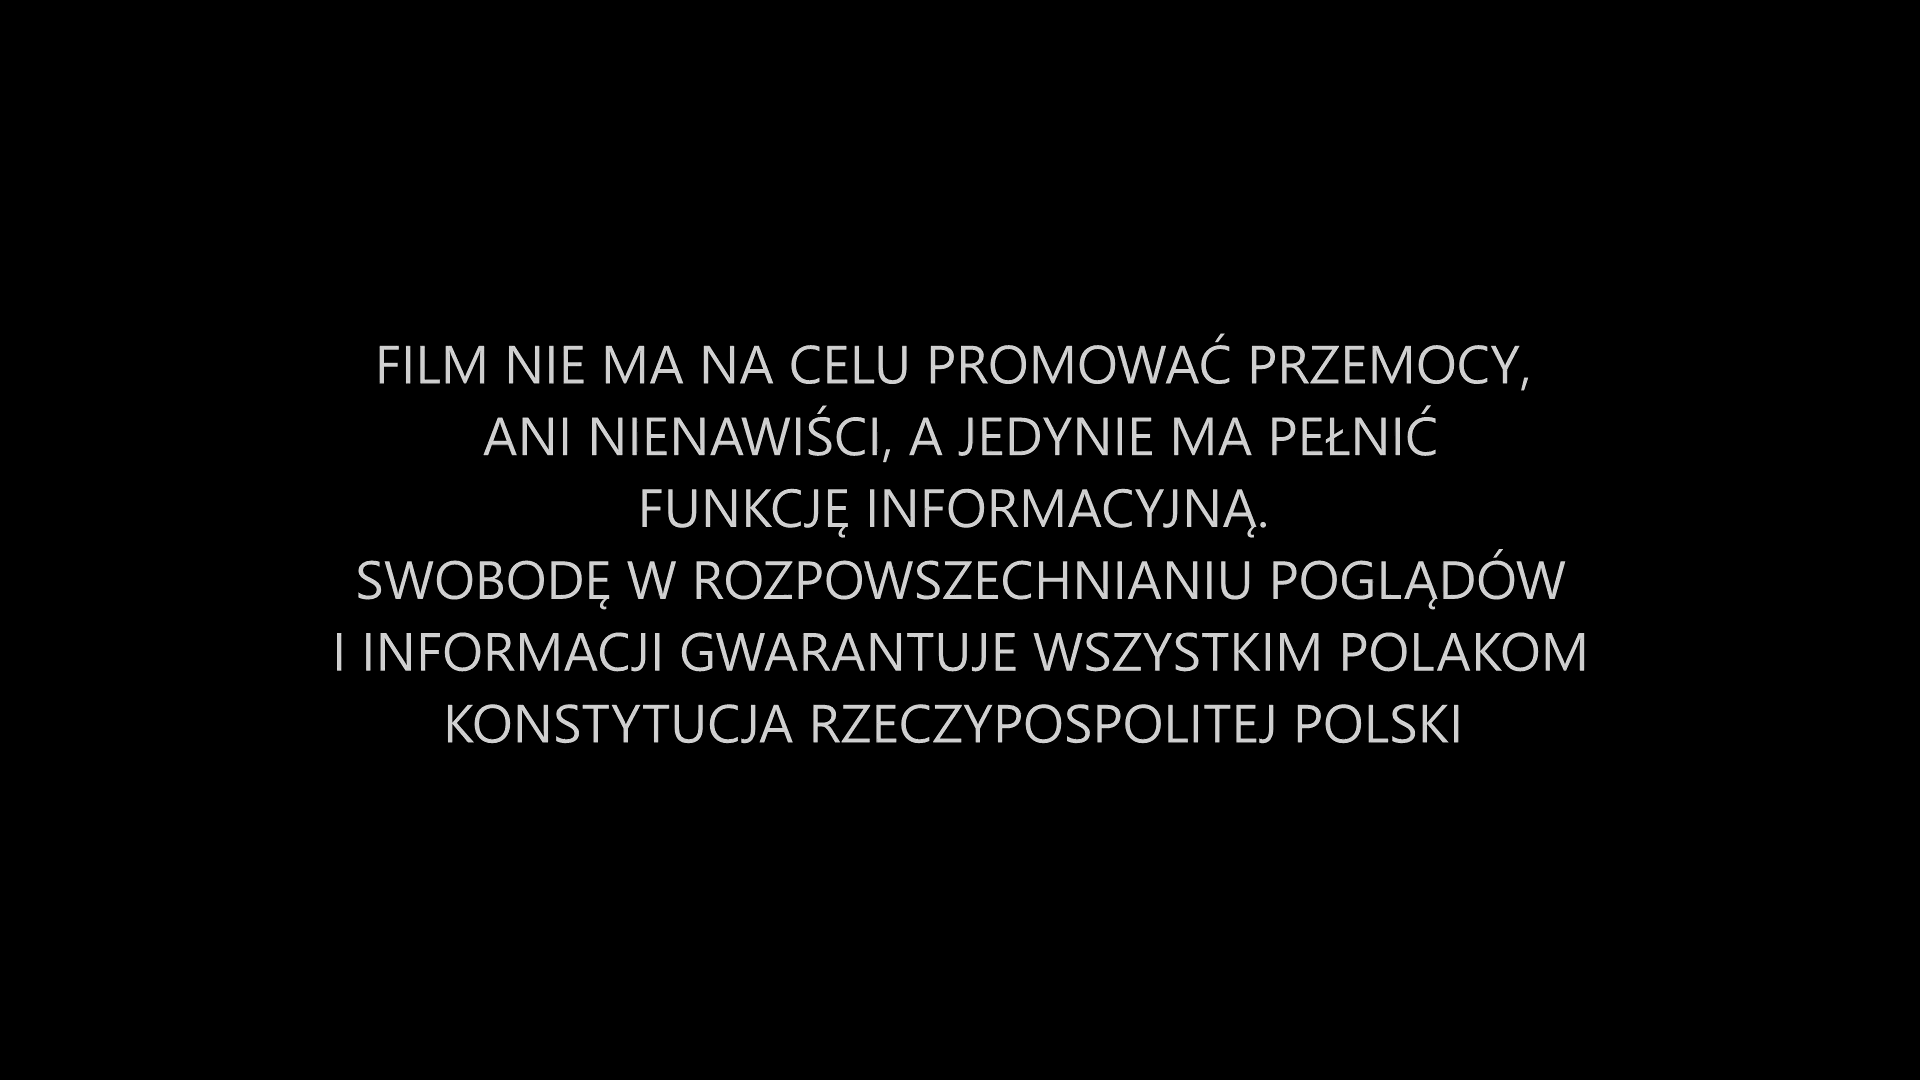 FILM NIE MA NA CELU PROMOWAĆ PRZEMOCY,
ANI NIENAWIŚCI, A JEDYNIE MA PEŁNIĆ
FUNKCJĘ INFORMACYJNĄ.
SWOBODĘ W ROZPOWSZECHNIANIU POGLĄDÓW
I INFORMACJI GWARANTUJE WSZYSTKIM POLAKOM
KONSTYTUCJA RZECZYPOSPOLITEJ POLSKI